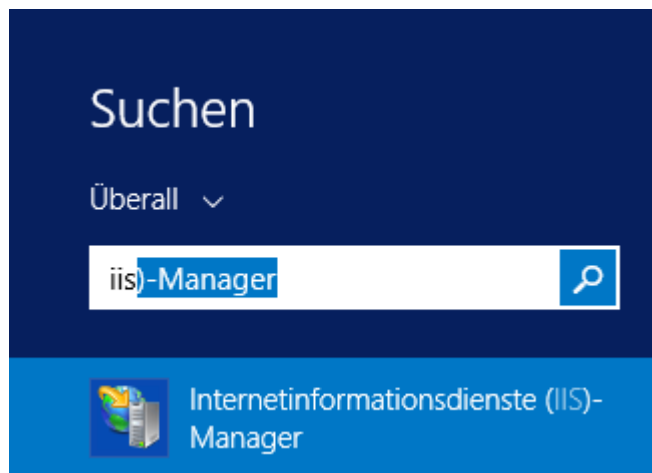 Suchen
Überall
iis)-Manager
Internetinformationsdienste (IIS)-
Manager